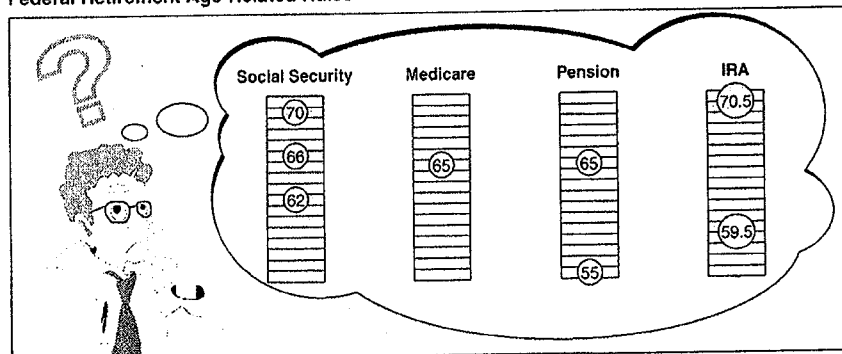 Federal Retirement Age-Related Rules
?
Social Security Medicare Pension IRA
70 70.5
66 65 65
62
59.5
55